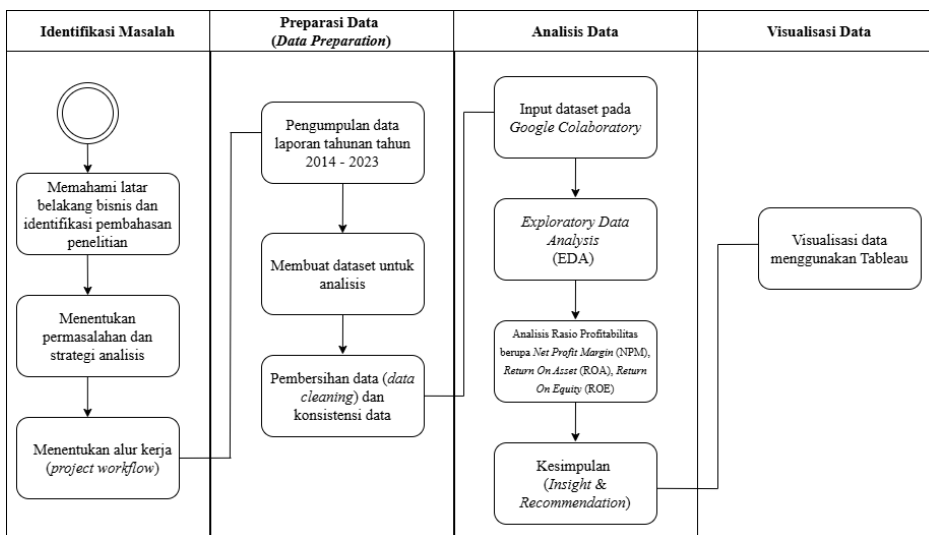 Identifikasi Masalah
Preparasi Data
(Data Preparation)
Analisis Data
Visualisasi Data
Memahami latar
belakang bisnis dan
identifikasi pembahasan
penelitian
Menentukan
permasalahan dan
strategi analisis
Menentukan alur kerja
(project workflow)
Pengumpulan data
laporan tahunan tahun
2014 - 2023
Membuat dataset untuk
analisis
Pembersihan data (data
cleaning) dan
konsistensi data
Input dataset pada
Google Colaboratory
Exploratory Data
Analysis
(EDA)
Analisis Rasio Profitabilitas
berupa Net Profit Margin (NPM),
Return On Asset (ROA), Return
On Equity (ROE)
Kesimpulan
(Insight &
Recommendation)
Visualisasi data
menggunakan Tableau